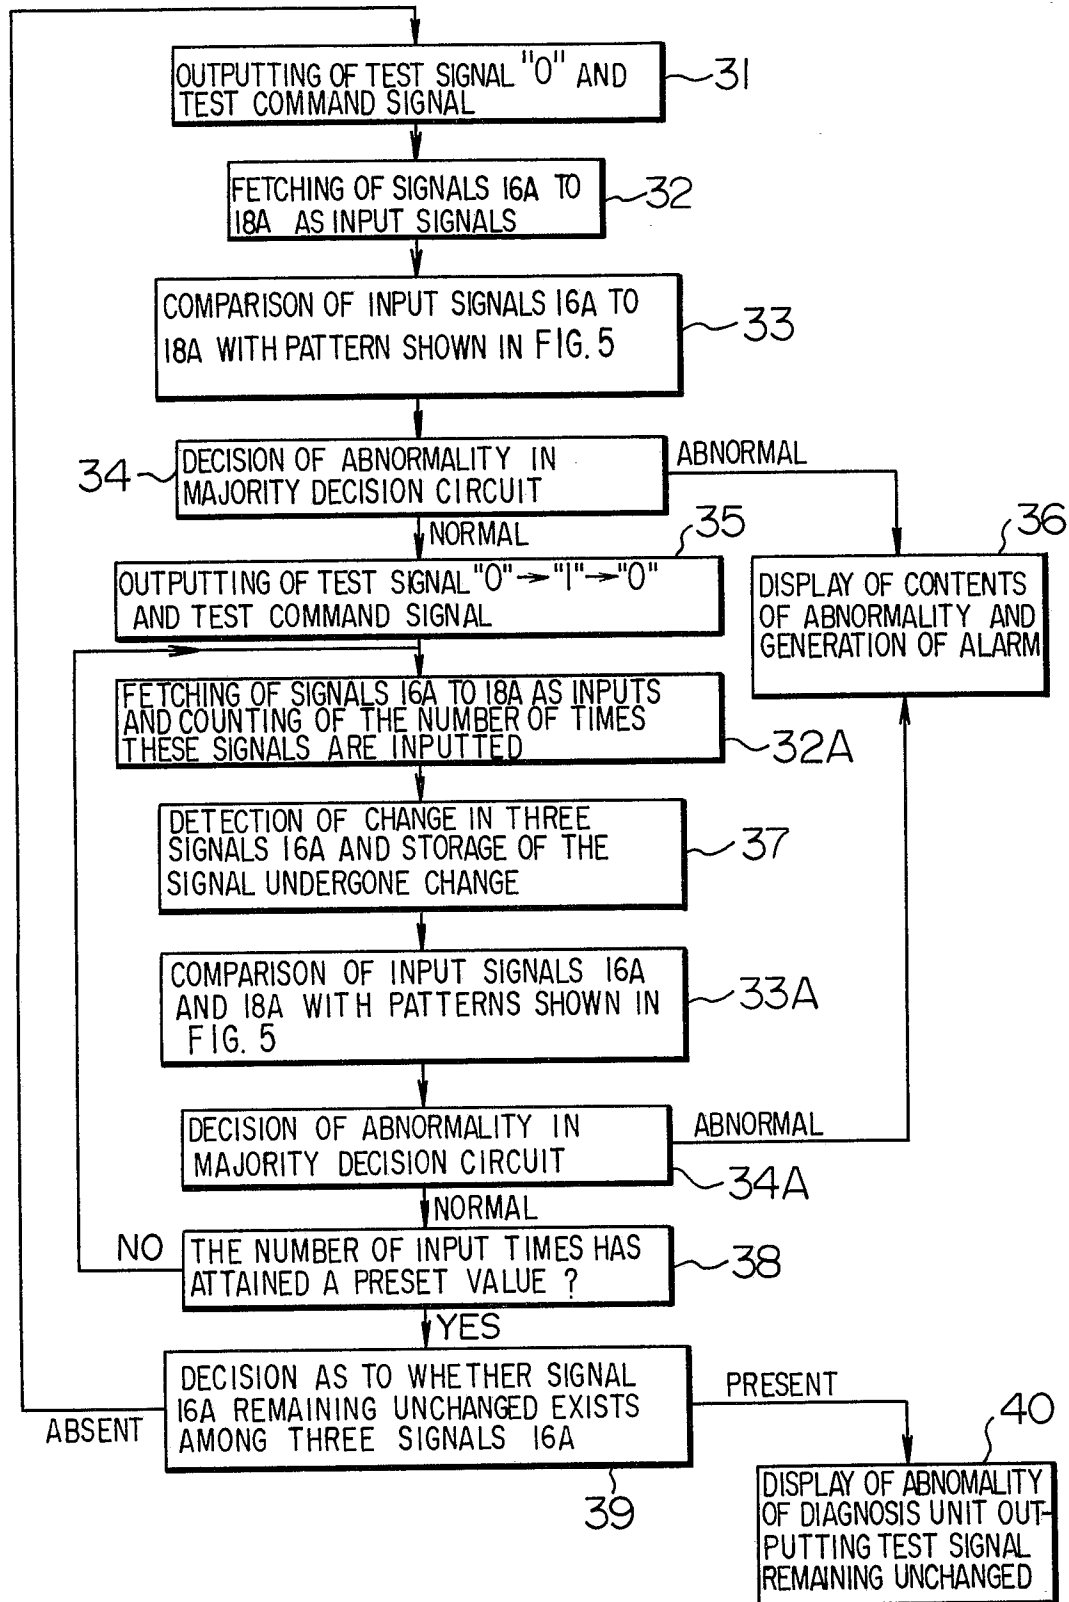 OUTPUTTING OF TEST SIGNAL "0" AND
TEST COMMAND SIGNAL
31
FETCHING OF SIGNALS 16A TO
18A AS INPUT SIGNALS
32
COMPARISON OF INPUT SIGNALS 16A TO
18A WITH PATTERN SHOWN IN FIG. 5
33
34
DECISION OF ABNORMALITY IN
MAJORITY DECISION CIRCUIT
ABNORMAL
NORMAL
35
36
OUTPUTTING OF TEST SIGNAL "0"→"1"→"0"
AND TEST COMMAND SIGNAL
DISPLAY OF CONTENTS
OF ABNORMALITY AND
GENERATION OF ALARM
FETCHING OF SIGNALS 16A TO 18A AS INPUTS
AND COUNTING OF THE NUMBER OF TIMES
THESE SIGNALS ARE INPUTTED
32A
DETECTION OF CHANGE IN THREE
SIGNALS 16A AND STORAGE OF THE
SIGNAL UNDERGONE CHANGE
37
COMPARISON OF INPUT SIGNALS 16A
AND 18A WITH PATTERNS SHOWN IN
FIG. 5
33A
DECISION OF ABNORMALITY IN
MAJORITY DECISION CIRCUIT
ABNORMAL
34A
NORMAL
NO
THE NUMBER OF INPUT TIMES HAS
ATTAINED A PRESET VALUE ?
38
YES
DECISION AS TO WHETHER SIGNAL
16A REMAINING UNCHANGED EXISTS
AMONG THREE SIGNALS 16A
PRESENT
ABSENT
39
40
DISPLAY OF ABNOMALITY
OF DIAGNOSIS UNIT OUT-
PUTTING TEST SIGNAL
REMAINING UNCHANGED